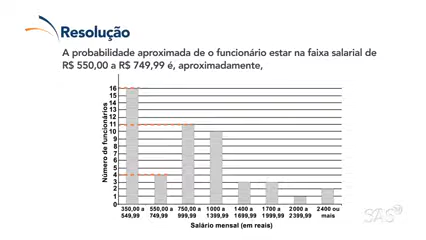 Resolução
A probabilidade aproximada de o funcionário estar na faixa salarial de
R$ 550,00 a R$ 749,99 é, aproximadamente,
Número de funcionários
16
15
14
13
12
11
10
9
8
7
6
5
4
3
2
1
0
350,00 a 550,00 a 750,00 a 1000 a 1400 a 1700 a 2000 a 2400 ou
549,99 749,99 999,99 1399,99 1699,99 1999,99 2399,99 mais
Salário mensal (em reais)
SAS